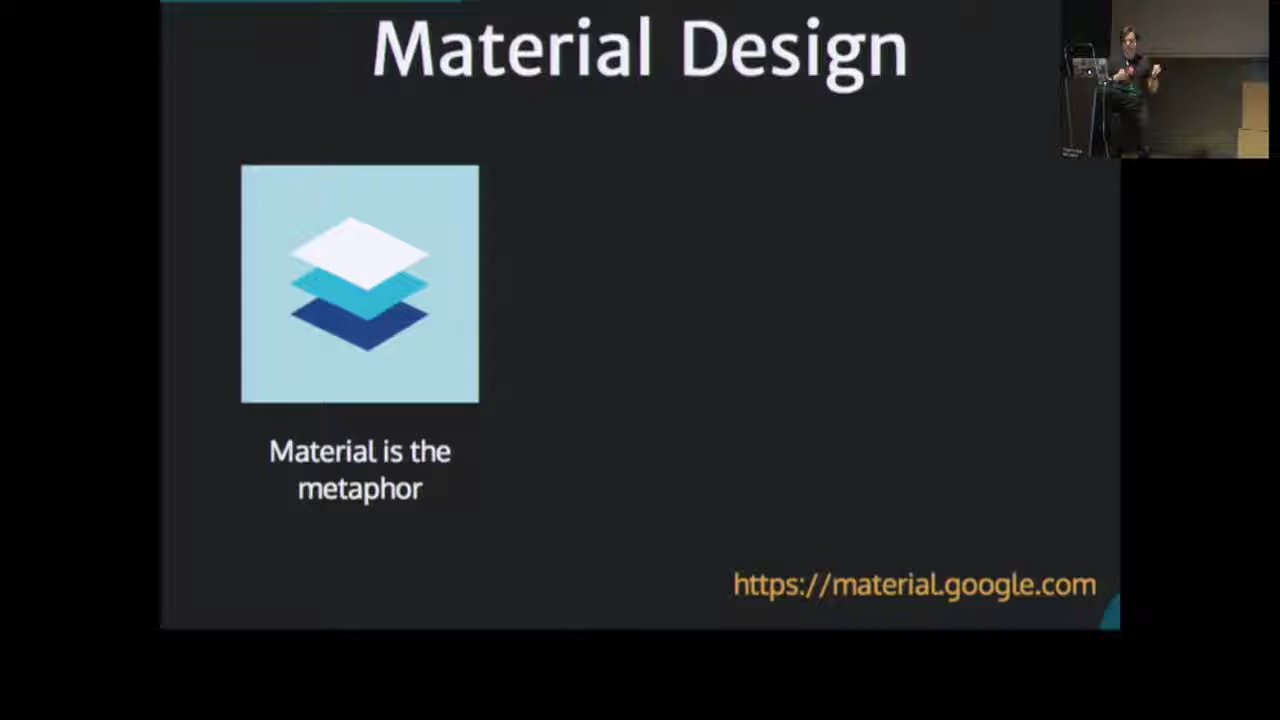 Material Design
Material is the
metaphor
https://material.google.com